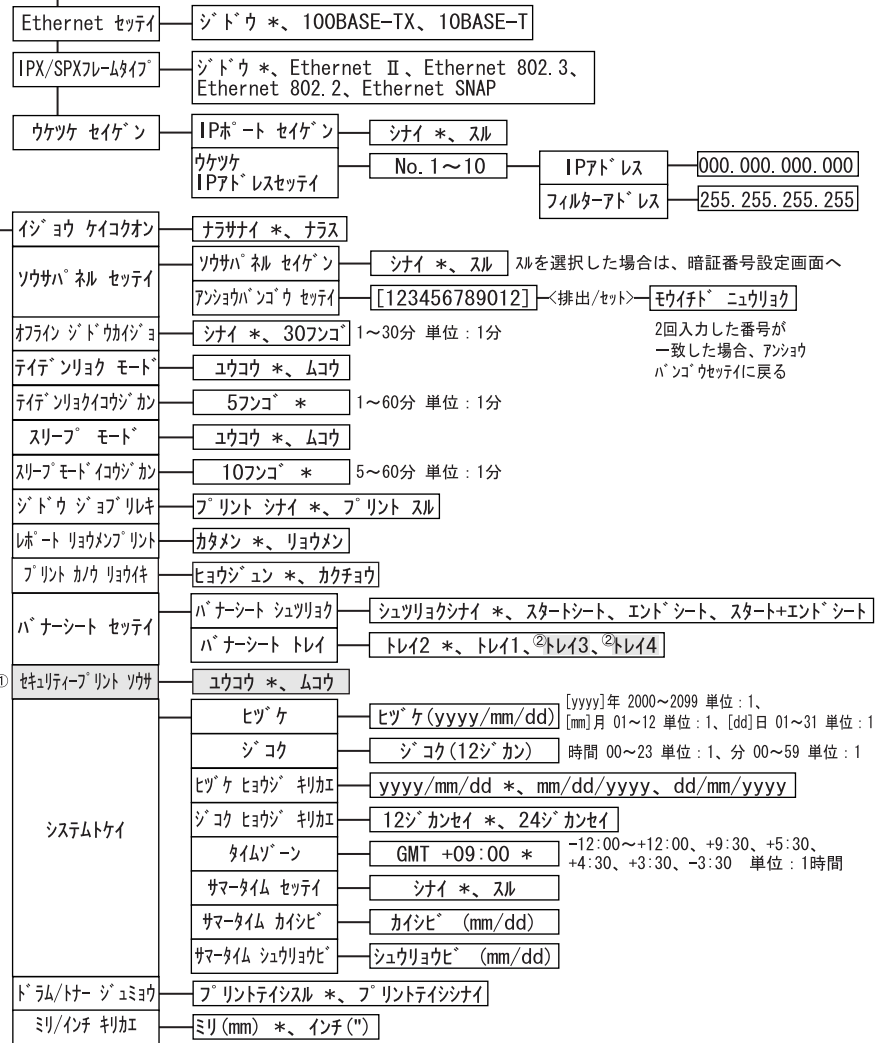 Ethernet ｾｯﾃｲ ｼﾞﾄﾞｳ *、100BASE-TX、10BASE-T
IPX/SPXﾌﾚｰﾑﾀｲﾌﾟ ｼﾞﾄﾞｳ *、Ethernet Ⅱ、Ethernet 802.3、
Ethernet 802.2、Ethernet SNAP
ｳｹﾂｹ ｾｲｹﾞﾝ IPﾎﾟｰﾄ ｾｲｹﾞﾝ ｼﾅｲ *、ｽﾙ
ｳｹﾂｹ
IPｱﾄﾞﾚｽｾｯﾃｲ No.1～10 IPｱﾄﾞﾚｽ 000.000.000.000
ﾌｨﾙﾀｰｱﾄﾞﾚｽ 255.255.255.255
ｲｼﾞｮｳ ｹｲｺｸｵﾝ ﾅﾗｻﾅｲ *、ﾅﾗｽ
ｿｳｻﾊﾟﾈﾙ ｾｯﾃｲ ｿｳｻﾊﾟﾈﾙ ｾｲｹﾞﾝ ｼﾅｲ *、ｽﾙ ｽﾙを選択した場合は、暗証番号設定画面へ
ｱﾝｼｮｳﾊﾞﾝｺﾞｳ ｾｯﾃｲ [123456789012] <排出/ｾｯﾄ> ﾓｳｲﾁﾄﾞ ﾆｭｳﾘｮｸ
2回入力した番号が
一致した場合、ｱﾝｼｮｳ
ﾊﾞﾝｺﾞｳｾｯﾃｲに戻る
ｵﾌﾗｲﾝ ｼﾞﾄﾞｳｶｲｼﾞｮ ｼﾅｲ *、30ﾌﾝｺﾞ 1～30分 単位：1分
ﾃｲﾃﾞﾝﾘｮｸ ﾓｰﾄﾞ ﾕｳｺｳ *、ﾑｺｳ
ﾃｲﾃﾞﾝﾘｮｸｲｺｳｼﾞｶﾝ 5ﾌﾝｺﾞ * 1～60分 単位：1分
ｽﾘｰﾌﾟ ﾓｰﾄﾞ ﾕｳｺｳ *、ﾑｺｳ
ｽﾘｰﾌﾟﾓｰﾄﾞｲｺｳｼﾞｶﾝ 10ﾌﾝｺﾞ * 5～60分 単位：1分
ｼﾞﾄﾞｳ ｼﾞｮﾌﾞﾘﾚｷ ﾌﾟﾘﾝﾄ ｼﾅｲ *、ﾌﾟﾘﾝﾄ ｽﾙ
ﾚﾎﾟｰﾄ ﾘｮｳﾒﾝﾌﾟﾘﾝﾄ ｶﾀﾒﾝ *、ﾘｮｳﾒﾝ
ﾌﾟﾘﾝﾄ ｶﾉｳ ﾘｮｳｲｷ ﾋｮｳｼﾞｭﾝ *、ｶｸﾁｮｳ
ﾊﾞﾅｰｼｰﾄ ｾｯﾃｲ ﾊﾞﾅｰｼｰﾄ ｼｭﾂﾘｮｸ ｼｭﾂﾘｮｸｼﾅｲ *、ｽﾀｰﾄｼｰﾄ、ｴﾝﾄﾞｼｰﾄ、ｽﾀｰﾄ+ｴﾝﾄﾞｼｰﾄ
ﾊﾞﾅｰｼｰﾄ ﾄﾚｲ ﾄﾚｲ2 *、ﾄﾚｲ1、②ﾄﾚｲ3、②ﾄﾚｲ4
① ｾｷｭﾘﾃｨｰﾌﾟﾘﾝﾄ ｿｳｻ ﾕｳｺｳ *、ﾑｺｳ
ｼｽﾃﾑﾄｹｲ ﾋﾂﾞｹ ﾋﾂﾞｹ(yyyy/mm/dd) [yyyy]年 2000～2099 単位：1、
[mm]月 01～12 単位：1、[dd]日 01～31 単位：1
ｼﾞｺｸ ｼﾞｺｸ(12ｼﾞｶﾝ) 時間 00～23 単位：1、分 00～59 単位：1
ﾋﾂﾞｹ ﾋｮｳｼﾞ ｷﾘｶｴ yyyy/mm/dd *、mm/dd/yyyy、dd/mm/yyyy
ｼﾞｺｸ ﾋｮｳｼﾞ ｷﾘｶｴ 12ｼﾞｶﾝｾｲ *、24ｼﾞｶﾝｾｲ
ﾀｲﾑｿﾞｰﾝ GMT +09:00 * -12:00～+12:00、+9:30、+5:30、
+4:30、+3:30、-3:30 単位：1時間
ｻﾏｰﾀｲﾑ ｾｯﾃｲ ｼﾅｲ *、ｽﾙ
ｻﾏｰﾀｲﾑ ｶｲｼﾋﾞ ｶｲｼﾋﾞ (mm/dd)
ｻﾏｰﾀｲﾑ ｼｭｳﾘｮｳﾋﾞ ｼｭｳﾘｮｳﾋﾞ (mm/dd)
ﾄﾞﾗﾑ/ﾄﾅｰ ｼﾞｭﾐｮｳ ﾌﾟﾘﾝﾄﾃｲｼｽﾙ *、ﾌﾟﾘﾝﾄﾃｲｼｼﾅｲ
ﾐﾘ/ｲﾝﾁ ｷﾘｶｴ ﾐﾘ(mm) *、ｲﾝﾁ(")